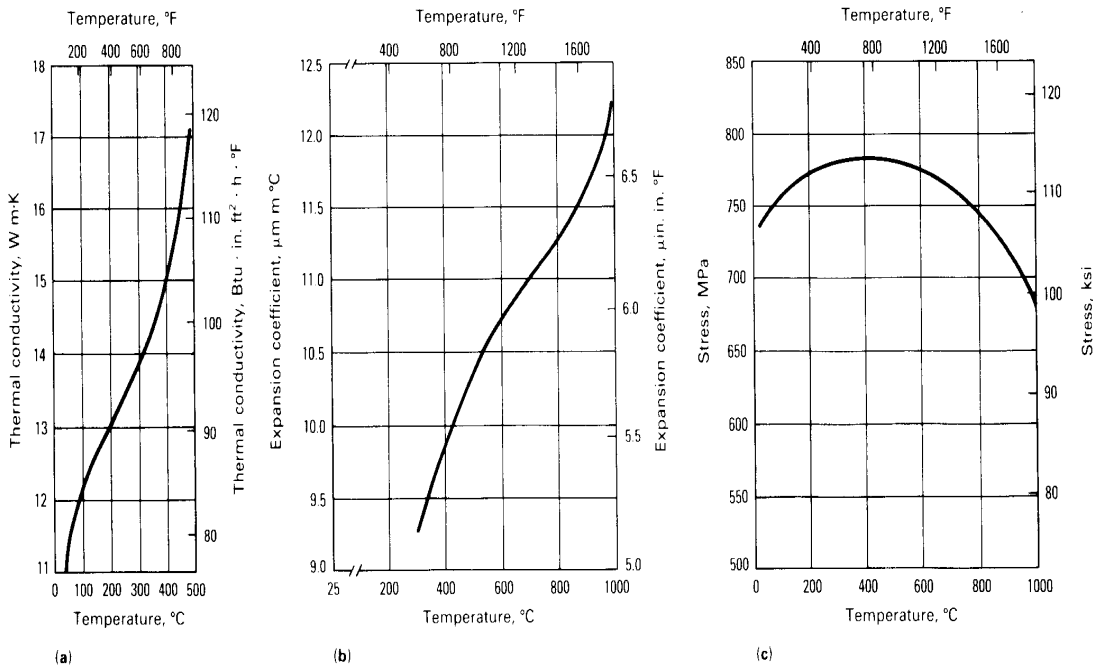 Temperature, °F
200 400 600 800
18
17
16
15
14
13
12
11
Thermal conductivity, W m·K
120
110
100
90
80
Thermal conductivity, Btu · in. ft² · h · °F
0 100 200 300 400 500
Temperature, °C
(a)
Temperature, °F
400 800 1200 1600
12.5
12.0
11.5
11.0
10.5
10.0
9.5
9.0
Expansion coefficient, μm m °C
6.5
6.0
5.5
5.0
Expansion coefficient, μin. in. °F
25 200 400 600 800 1000
Temperature, °C
(b)
Temperature, °F
400 800 1200 1600
850
800
750
700
650
600
550
500
Stress, MPa
120
110
100
90
80
Stress, ksi
0 200 400 600 800 1000
Temperature, °C
(c)